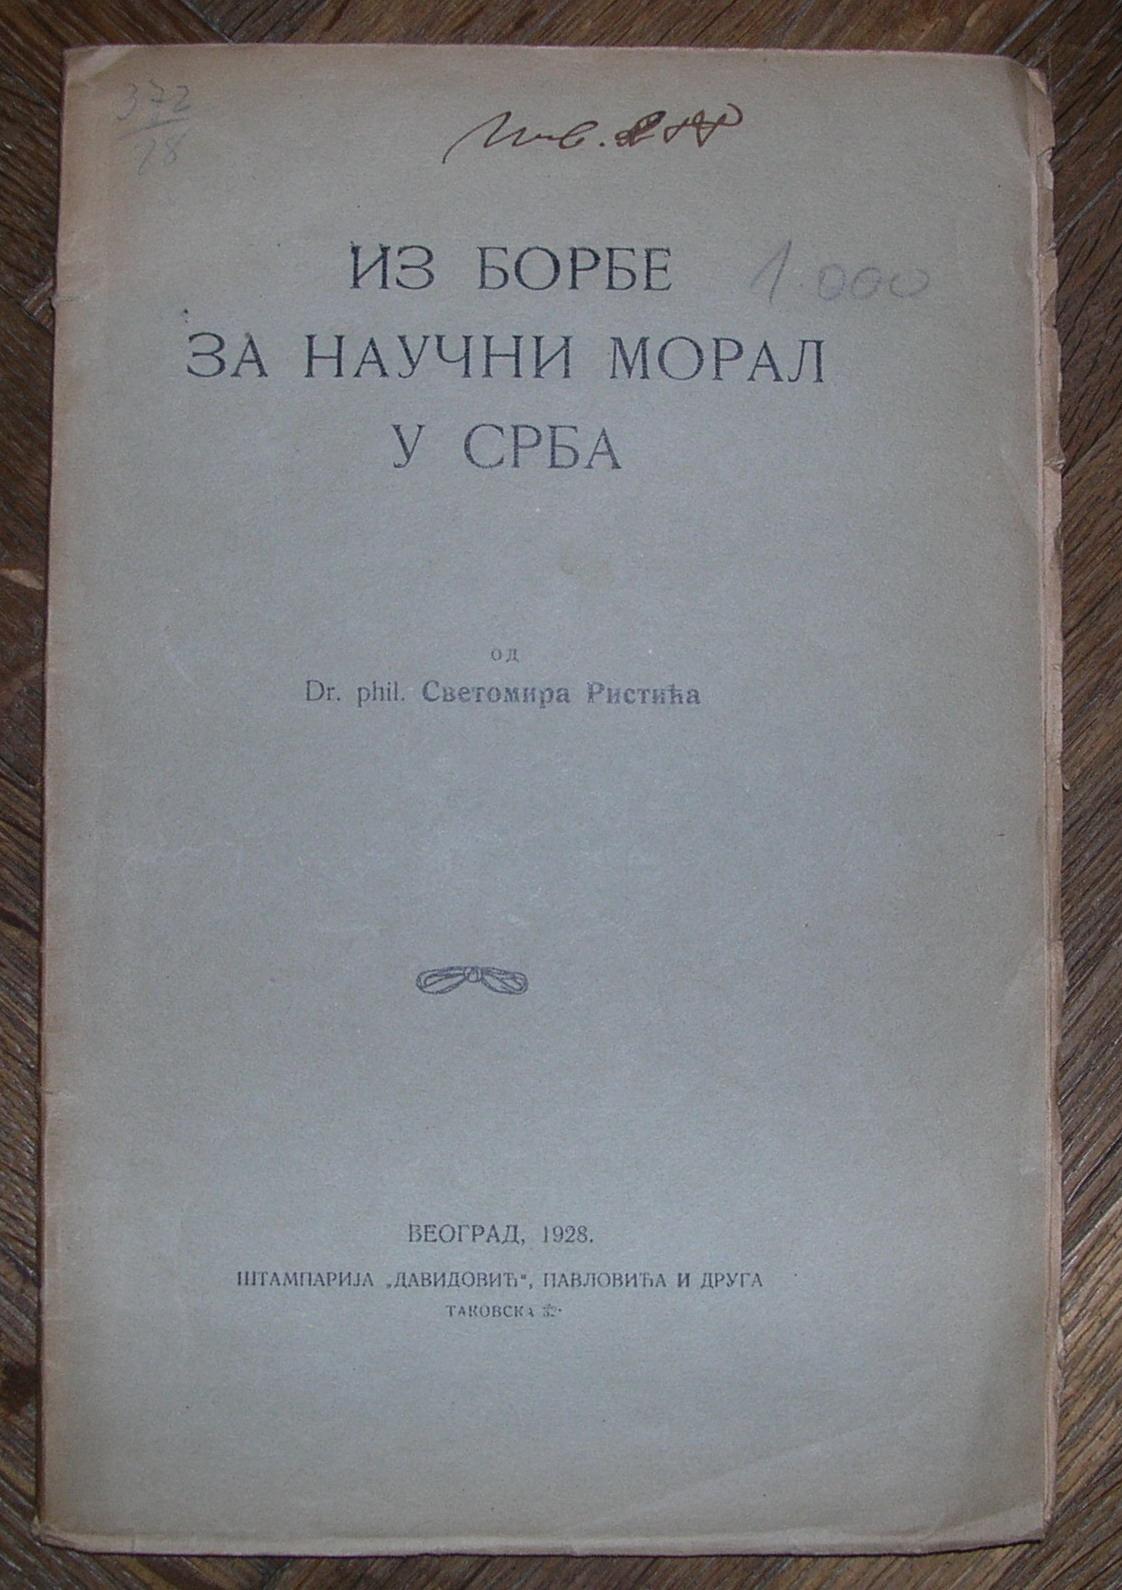 372
78
Инв.
ИЗ БОРБЕ
1.000
ЗА НАУЧНИ МОРАЛ
У СРБА
ОД
Dr. phil. Светомира Ристића
БЕОГРАД, 1928.
ШТАМПАРИЈА „ДАВИДОВИЋ“, ПАВЛОВИЋА И ДРУГА
ТАКОВСКА